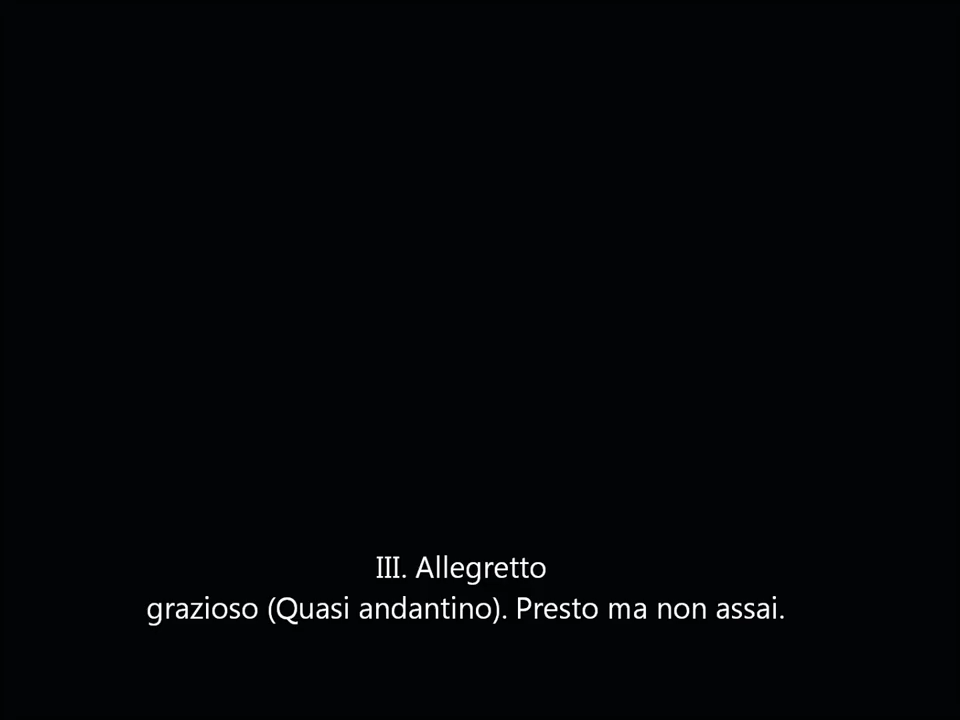 III. Allegretto
grazioso (Quasi andantino). Presto ma non assai.